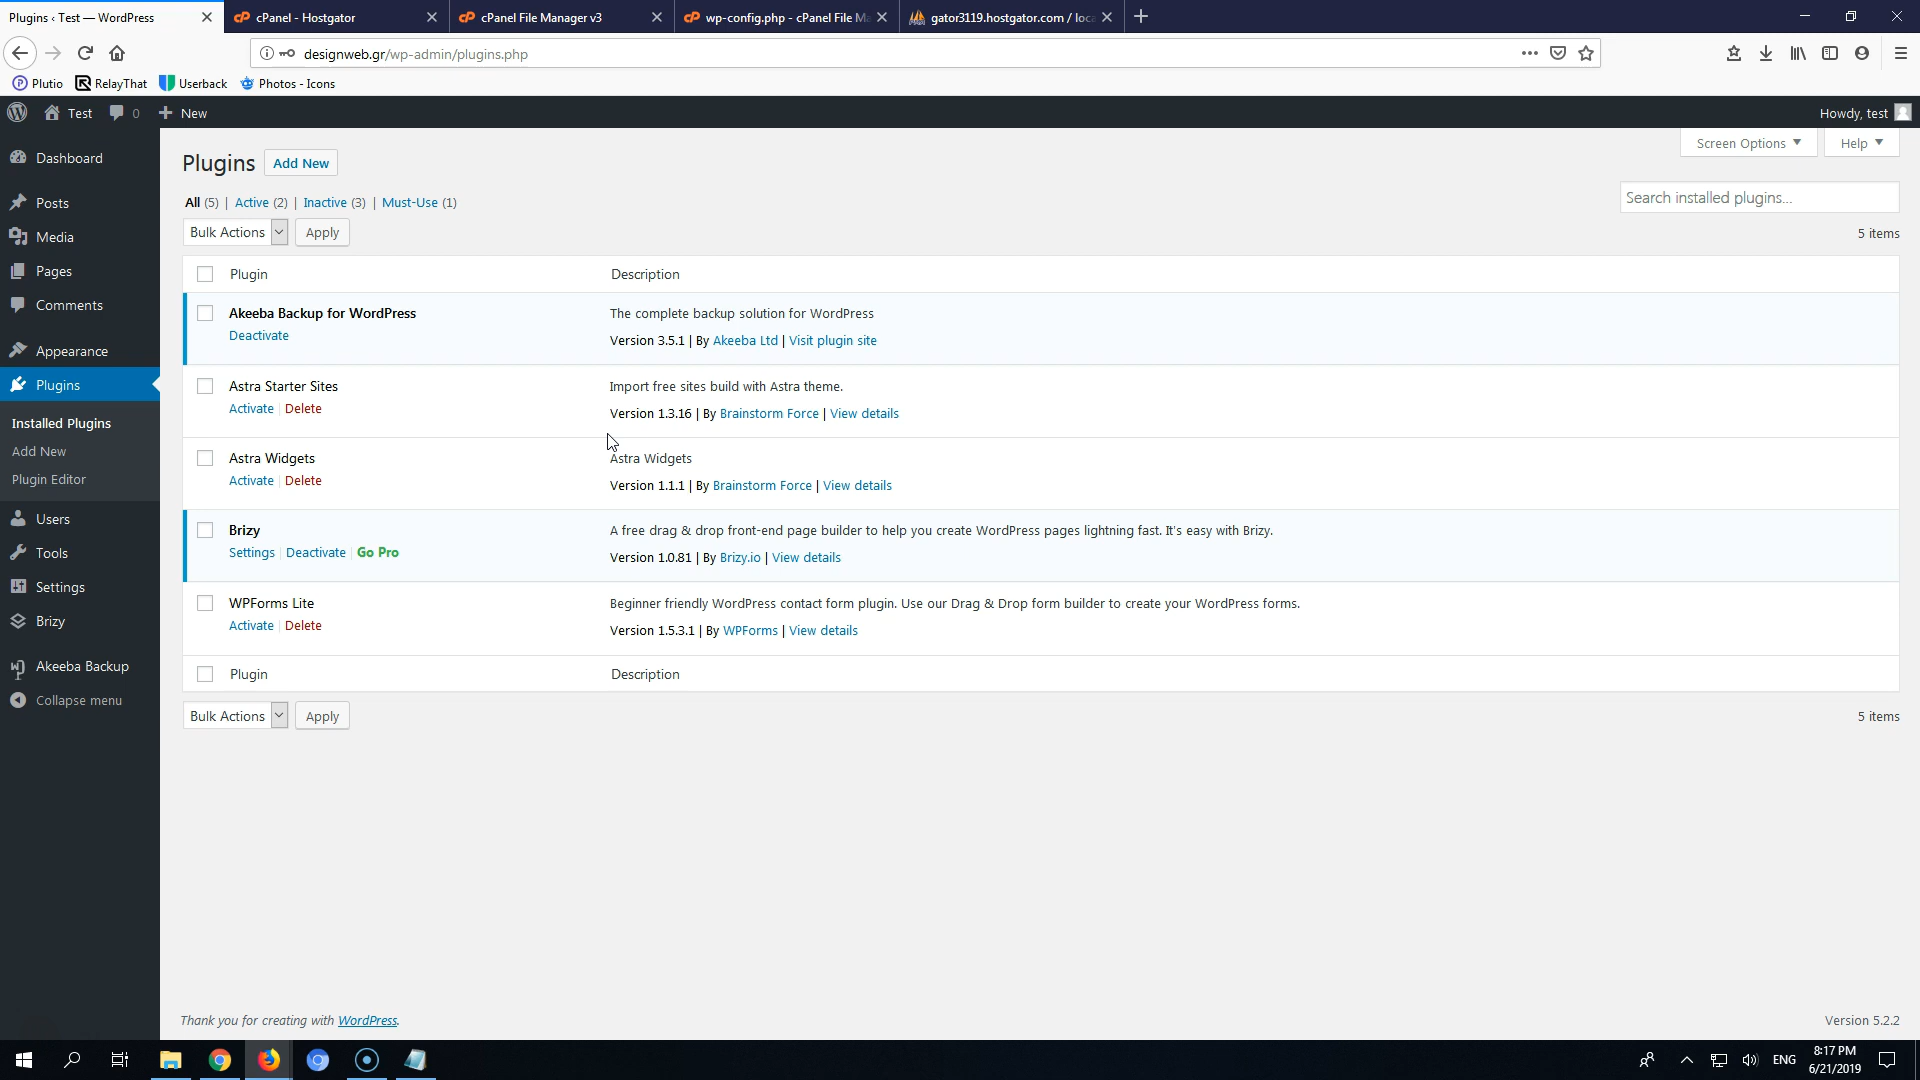 Plugins ‹ Test — WordPress
cPanel - Hostgator
cPanel File Manager v3
wp-config.php - cPanel File M
gator3119.hostgator.com / loc
designweb.gr/wp-admin/plugins.php
Plutio
RelayThat
Userback
Photos - Icons
Test
0
New
Howdy, test
Dashboard
Posts
Media
Pages
Comments
Appearance
Plugins
Installed Plugins
Add New
Plugin Editor
Users
Tools
Settings
Brizy
Akeeba Backup
Collapse menu
Screen Options
Help
Plugins
Add New
All (5) | Active (2) | Inactive (3) | Must-Use (1)
Search installed plugins...
Bulk Actions
Apply
5 items
Plugin
Description
Akeeba Backup for WordPress
Deactivate
The complete backup solution for WordPress
Version 3.5.1 | By Akeeba Ltd | Visit plugin site
Astra Starter Sites
Activate | Delete
Import free sites build with Astra theme.
Version 1.3.16 | By Brainstorm Force | View details
Astra Widgets
Activate | Delete
Astra Widgets
Version 1.1.1 | By Brainstorm Force | View details
Brizy
Settings | Deactivate | Go Pro
A free drag & drop front-end page builder to help you create WordPress pages lightning fast. It's easy with Brizy.
Version 1.0.81 | By Brizy.io | View details
WPForms Lite
Activate | Delete
Beginner friendly WordPress contact form plugin. Use our Drag & Drop form builder to create your WordPress forms.
Version 1.5.3.1 | By WPForms | View details
Plugin
Description
Bulk Actions
Apply
5 items
Thank you for creating with WordPress.
Version 5.2.2
ENG
8:17 PM
6/21/2019